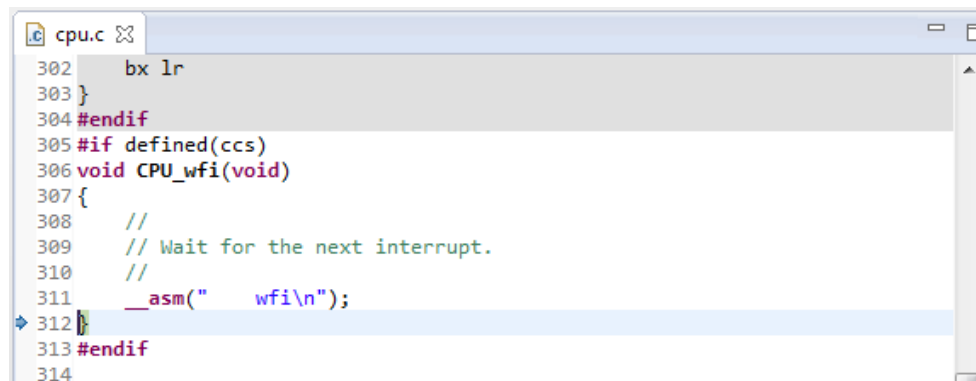 .c cpu.c
302     bx lr
303 }
304 #endif
305 #if defined(ccs)
306 void CPU_wfi(void)
307 {
308     //
309     // Wait for the next interrupt.
310     //
311     __asm("    wfi\n");
312 }
313 #endif
314